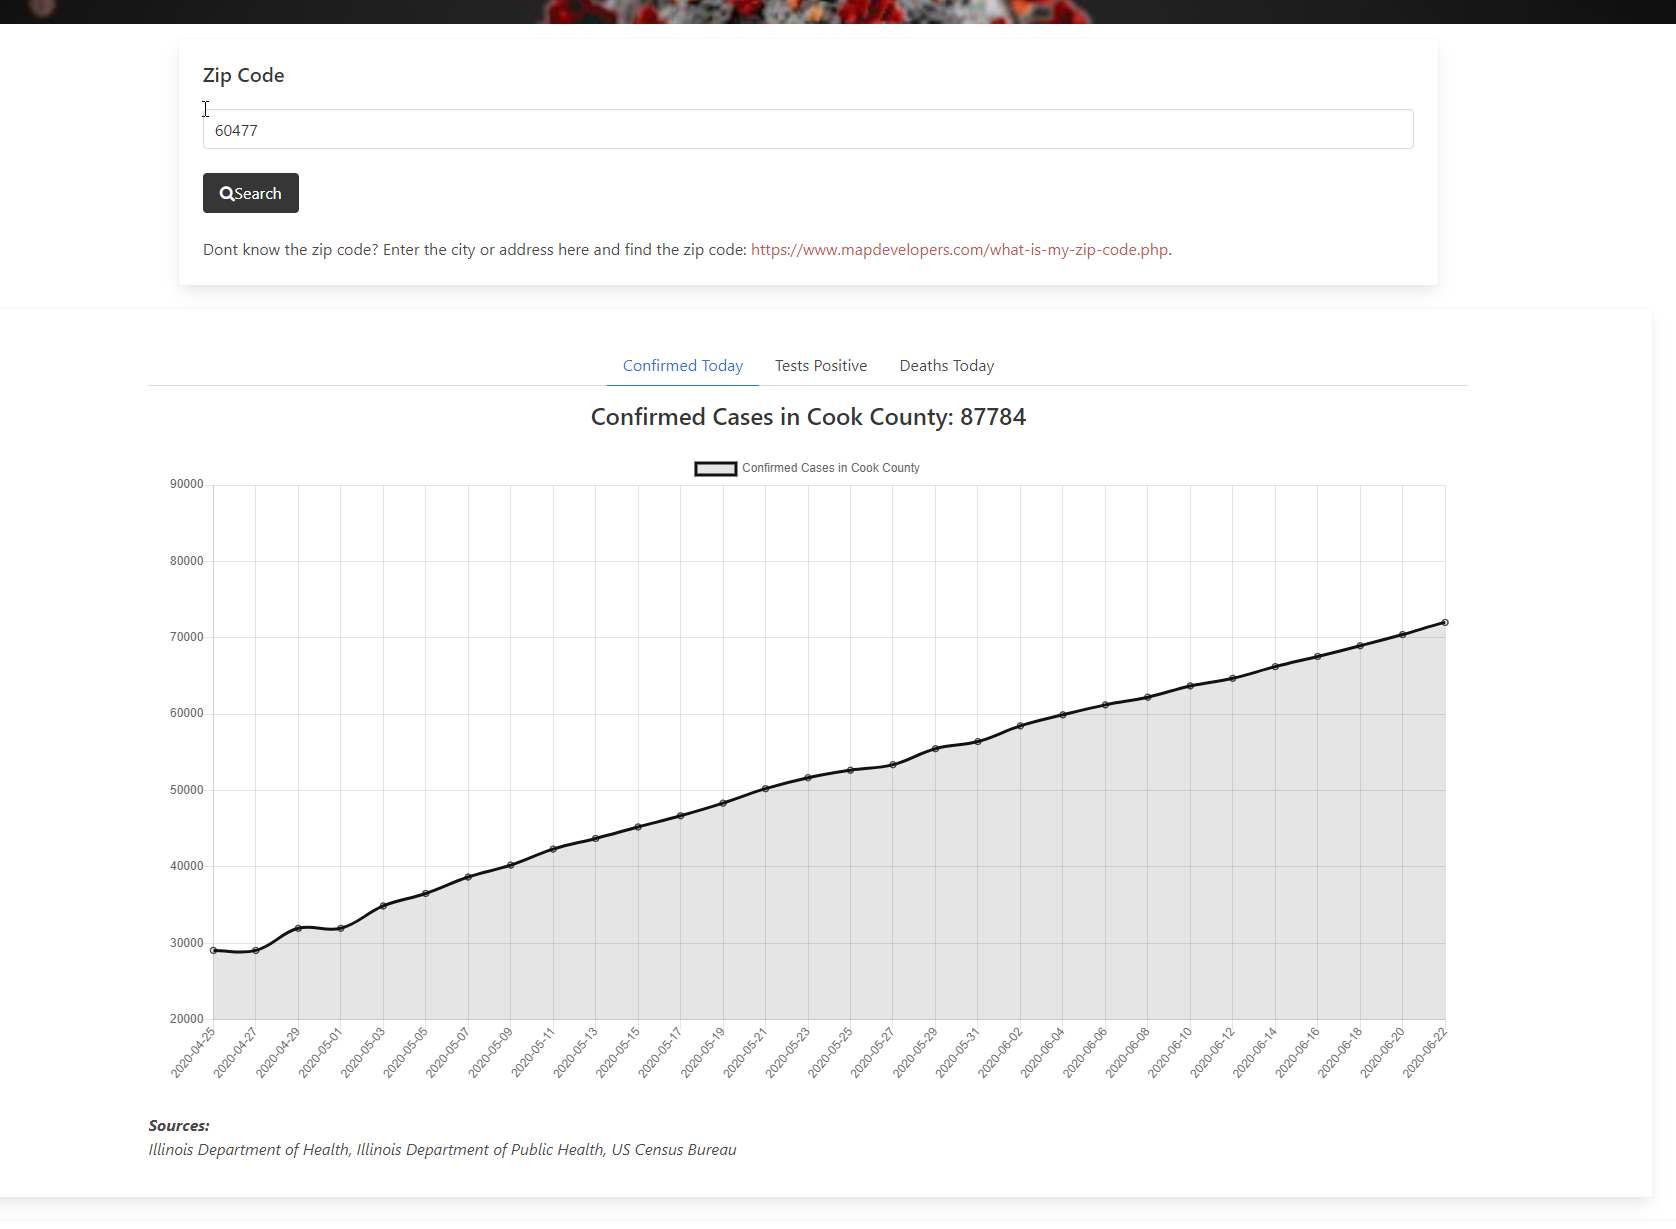 Zip Code
60477
Search
Dont know the zip code? Enter the city or address here and find the zip code: https://www.mapdevelopers.com/what-is-my-zip-code.php.
Confirmed Today Tests Positive Deaths Today
Confirmed Cases in Cook County: 87784
Confirmed Cases in Cook County
90000
80000
70000
60000
50000
40000
30000
20000
2020-04-25 2020-04-27 2020-04-29 2020-05-01 2020-05-03 2020-05-05 2020-05-07 2020-05-09 2020-05-11 2020-05-13 2020-05-15 2020-05-17 2020-05-19 2020-05-21 2020-05-23 2020-05-25 2020-05-27 2020-05-29 2020-05-31 2020-06-02 2020-06-04 2020-06-06 2020-06-08 2020-06-10 2020-06-12 2020-06-14 2020-06-16 2020-06-18 2020-06-20 2020-06-22
Sources:
Illinois Department of Health, Illinois Department of Public Health, US Census Bureau